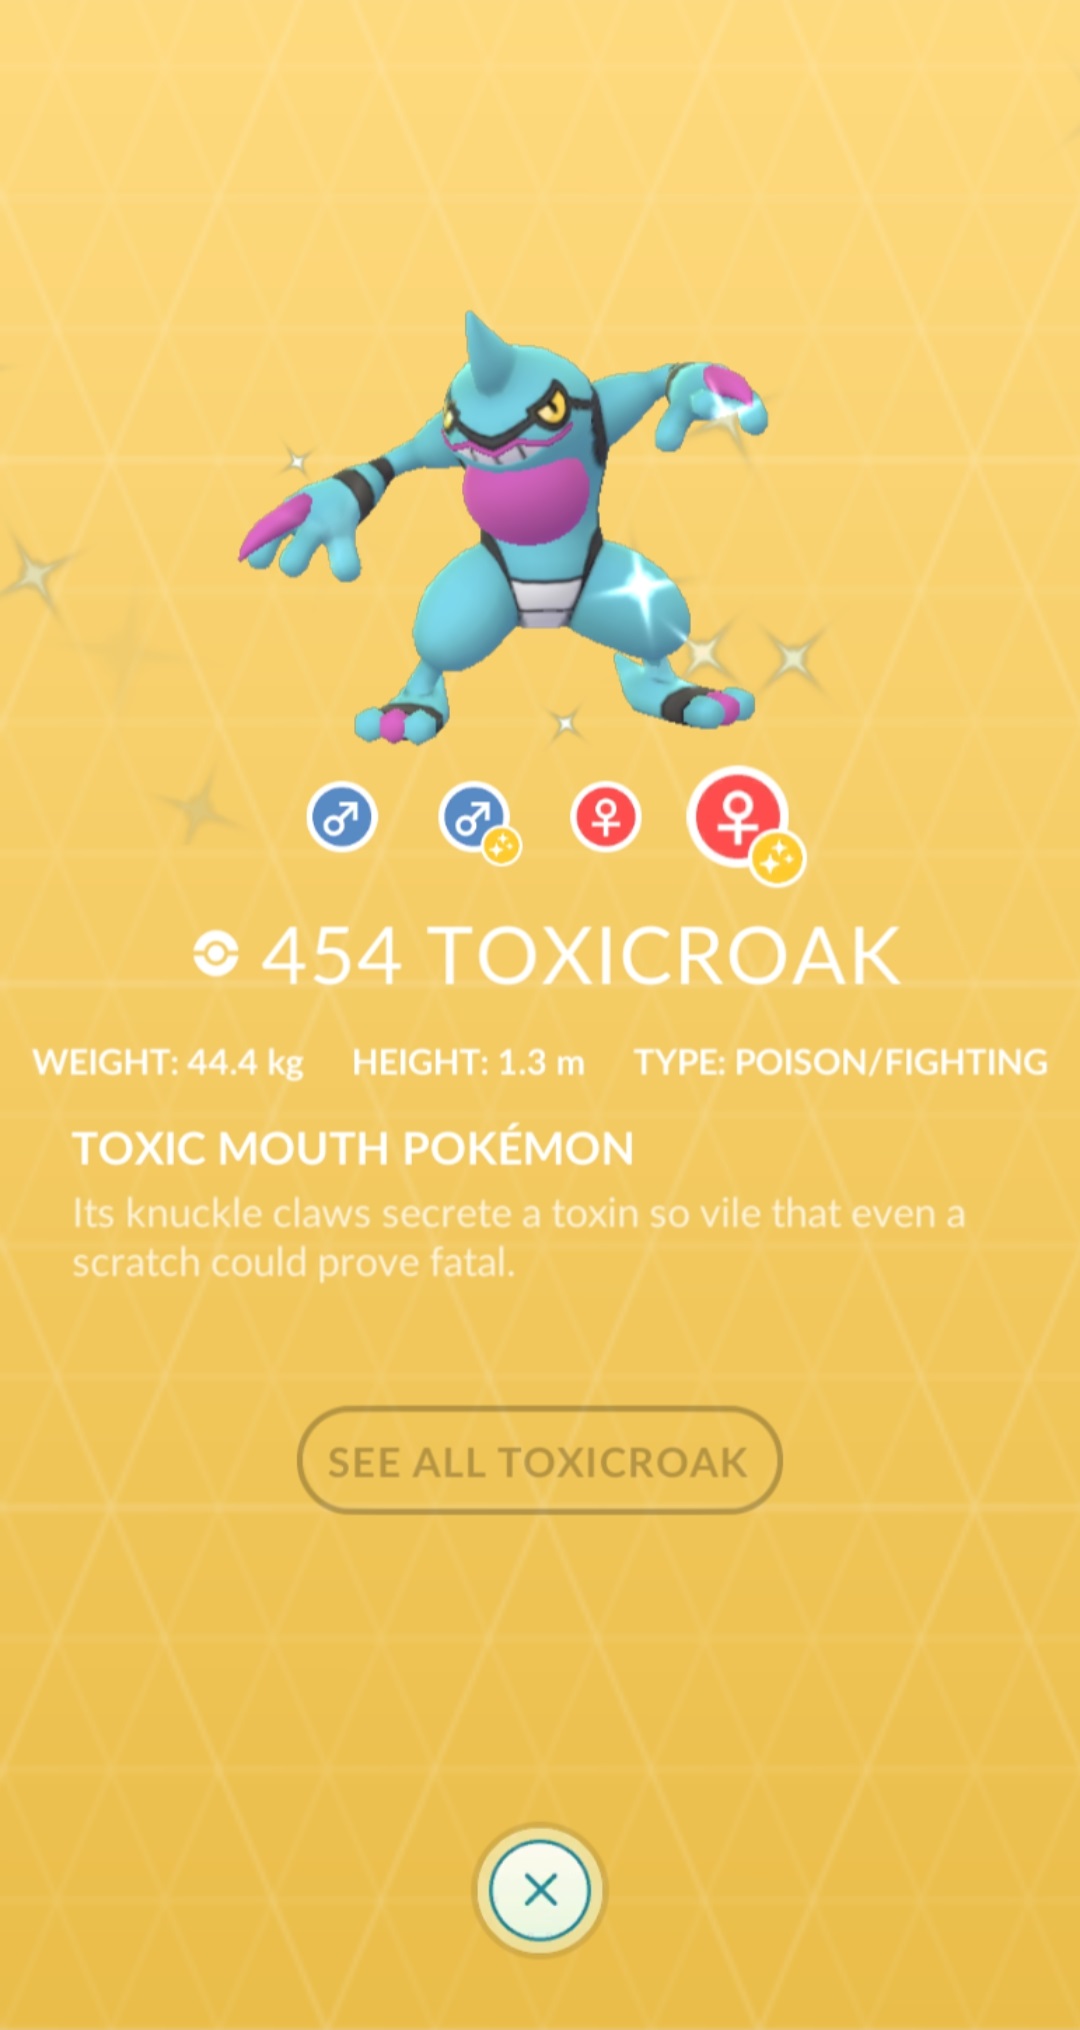 454 TOXICROAK
WEIGHT: 44.4 kg HEIGHT: 1.3 m TYPE: POISON/FIGHTING
TOXIC MOUTH POKÉMON
Its knuckle claws secrete a toxin so vile that even a
scratch could prove fatal.
SEE ALL TOXICROAK